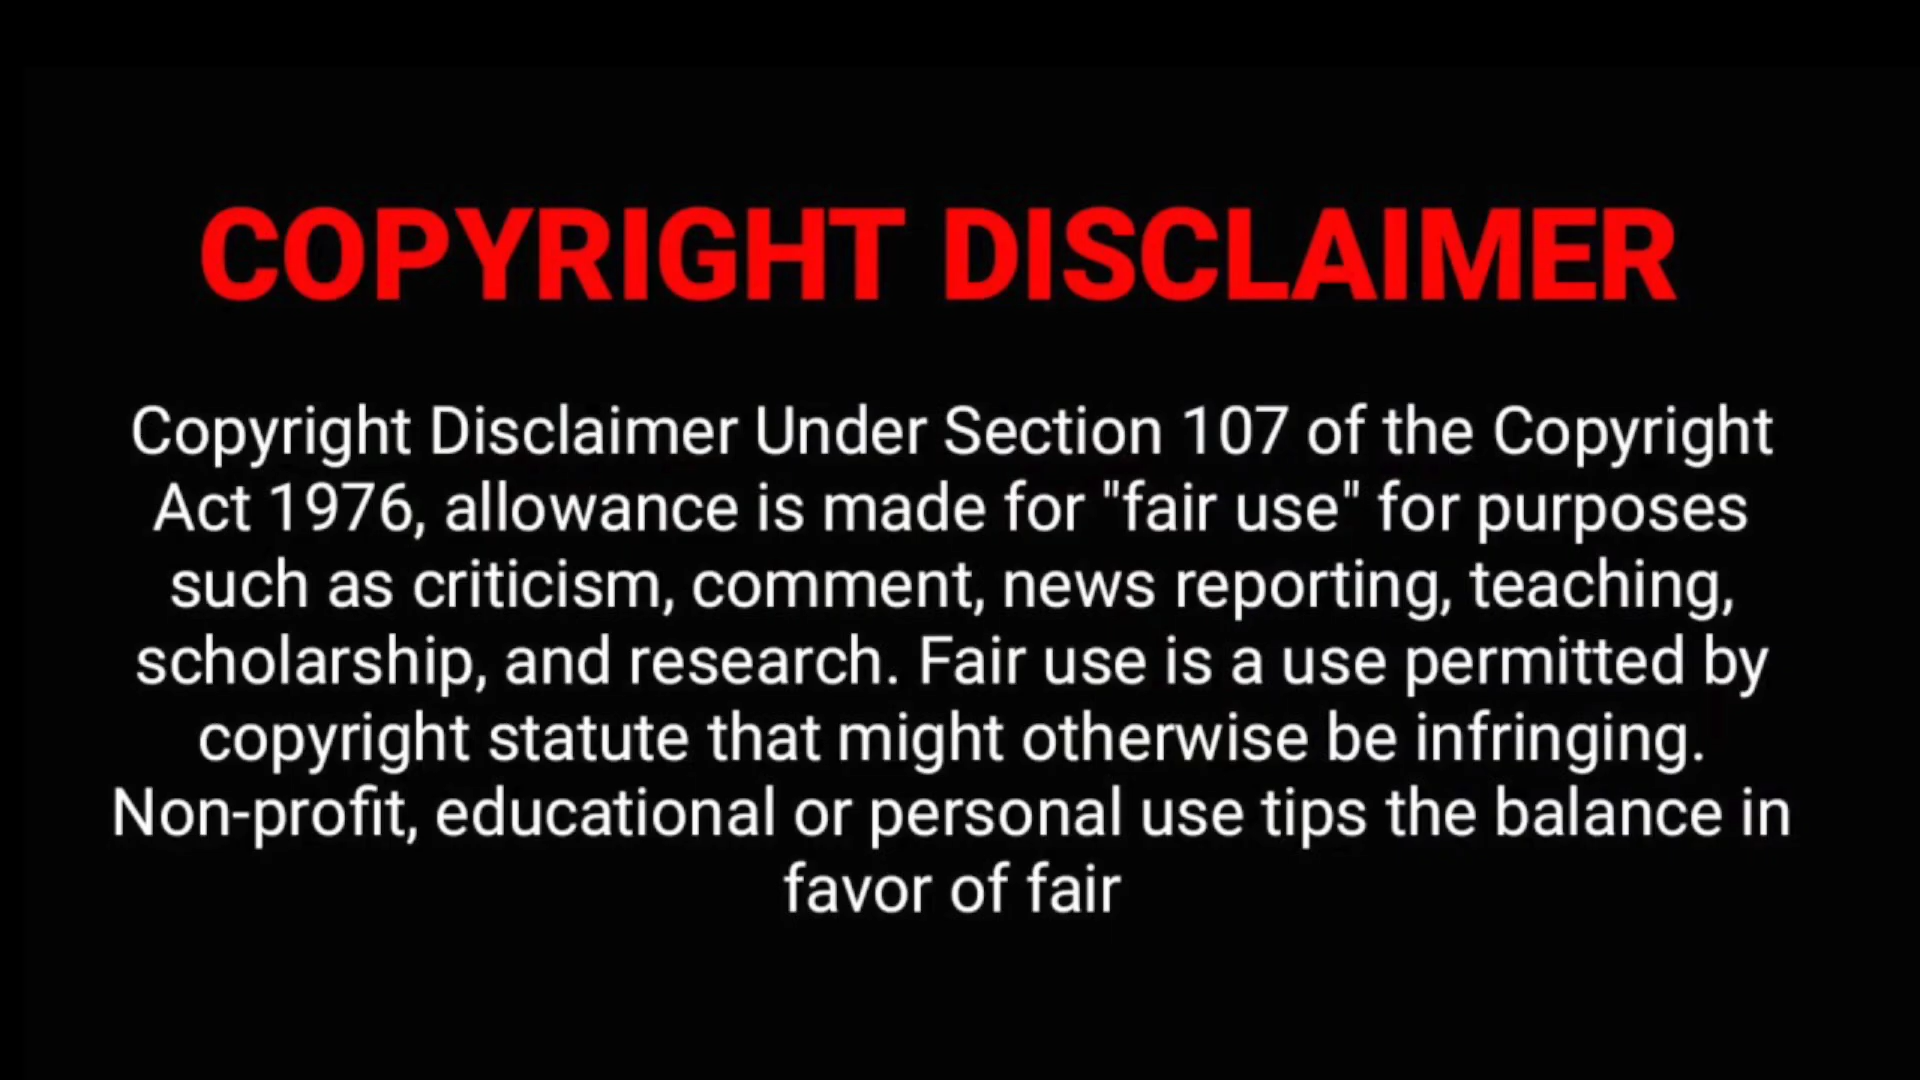 COPYRIGHT DISCLAIMER
Copyright Disclaimer Under Section 107 of the Copyright
Act 1976, allowance is made for "fair use" for purposes
such as criticism, comment, news reporting, teaching,
scholarship, and research. Fair use is a use permitted by
copyright statute that might otherwise be infringing.
Non-profit, educational or personal use tips the balance in
favor of fair